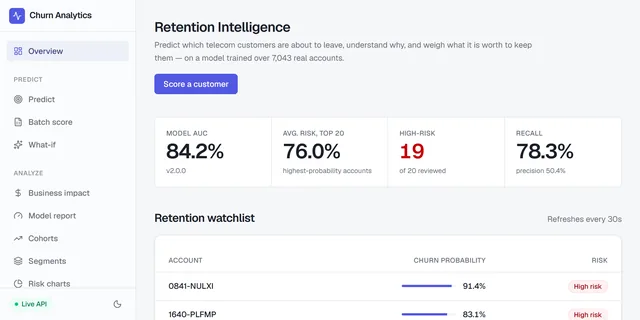 Churn Analytics
Overview
PREDICT
Predict
Batch score
What-if
ANALYZE
Business impact
Model report
Cohorts
Segments
Risk charts
Live API
Retention Intelligence
Predict which telecom customers are about to leave, understand why, and weigh what it is worth to keep
them — on a model trained over 7,043 real accounts.
Score a customer
MODEL AUC
84.2%
v2.0.0
AVG. RISK, TOP 20
76.0%
highest-probability accounts
HIGH-RISK
19
of 20 reviewed
RECALL
78.3%
precision 50.4%
Retention watchlist
Refreshes every 30s
ACCOUNT CHURN PROBABILITY RISK
0841-NULXI 91.4% High risk
1640-PLFMP 83.1% High risk